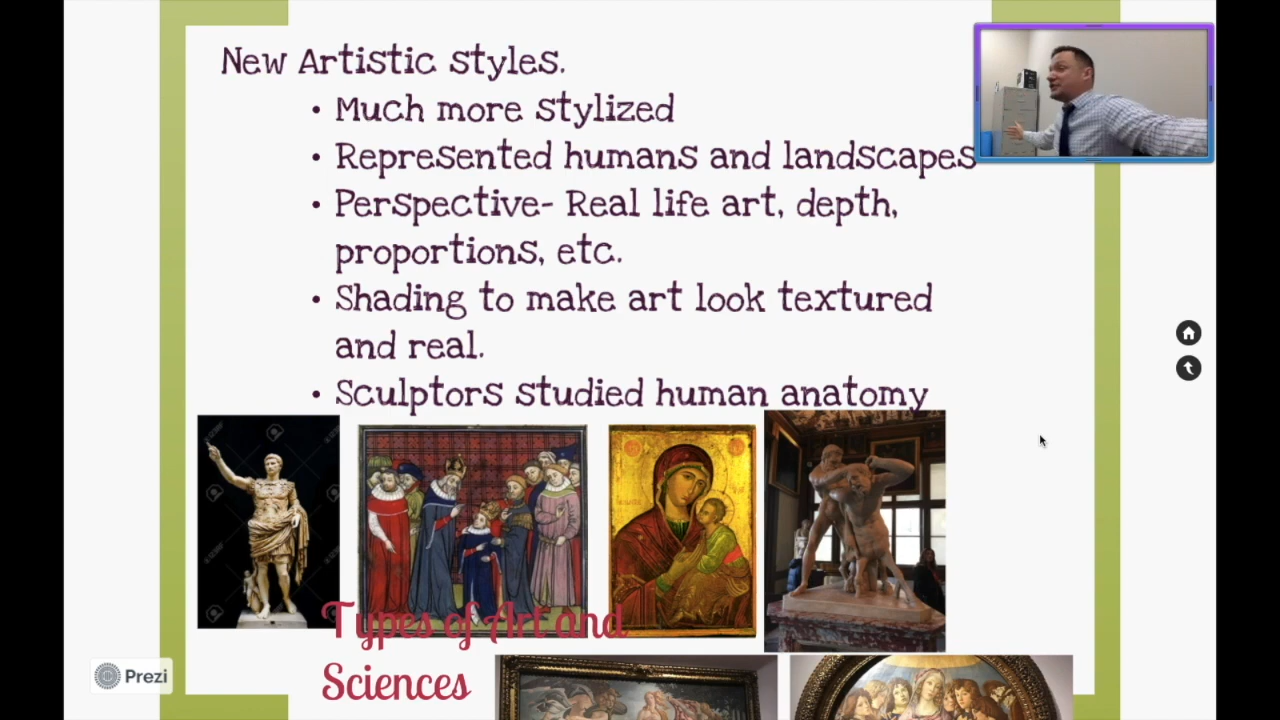 New Artistic styles.
• Much more stylized
• Represented humans and landscapes
• Perspective- Real life art, depth,
proportions, etc.
• Shading to make art look textured
and real.
• Sculptors studied human anatomy
Types of Art and
Sciences
Prezi